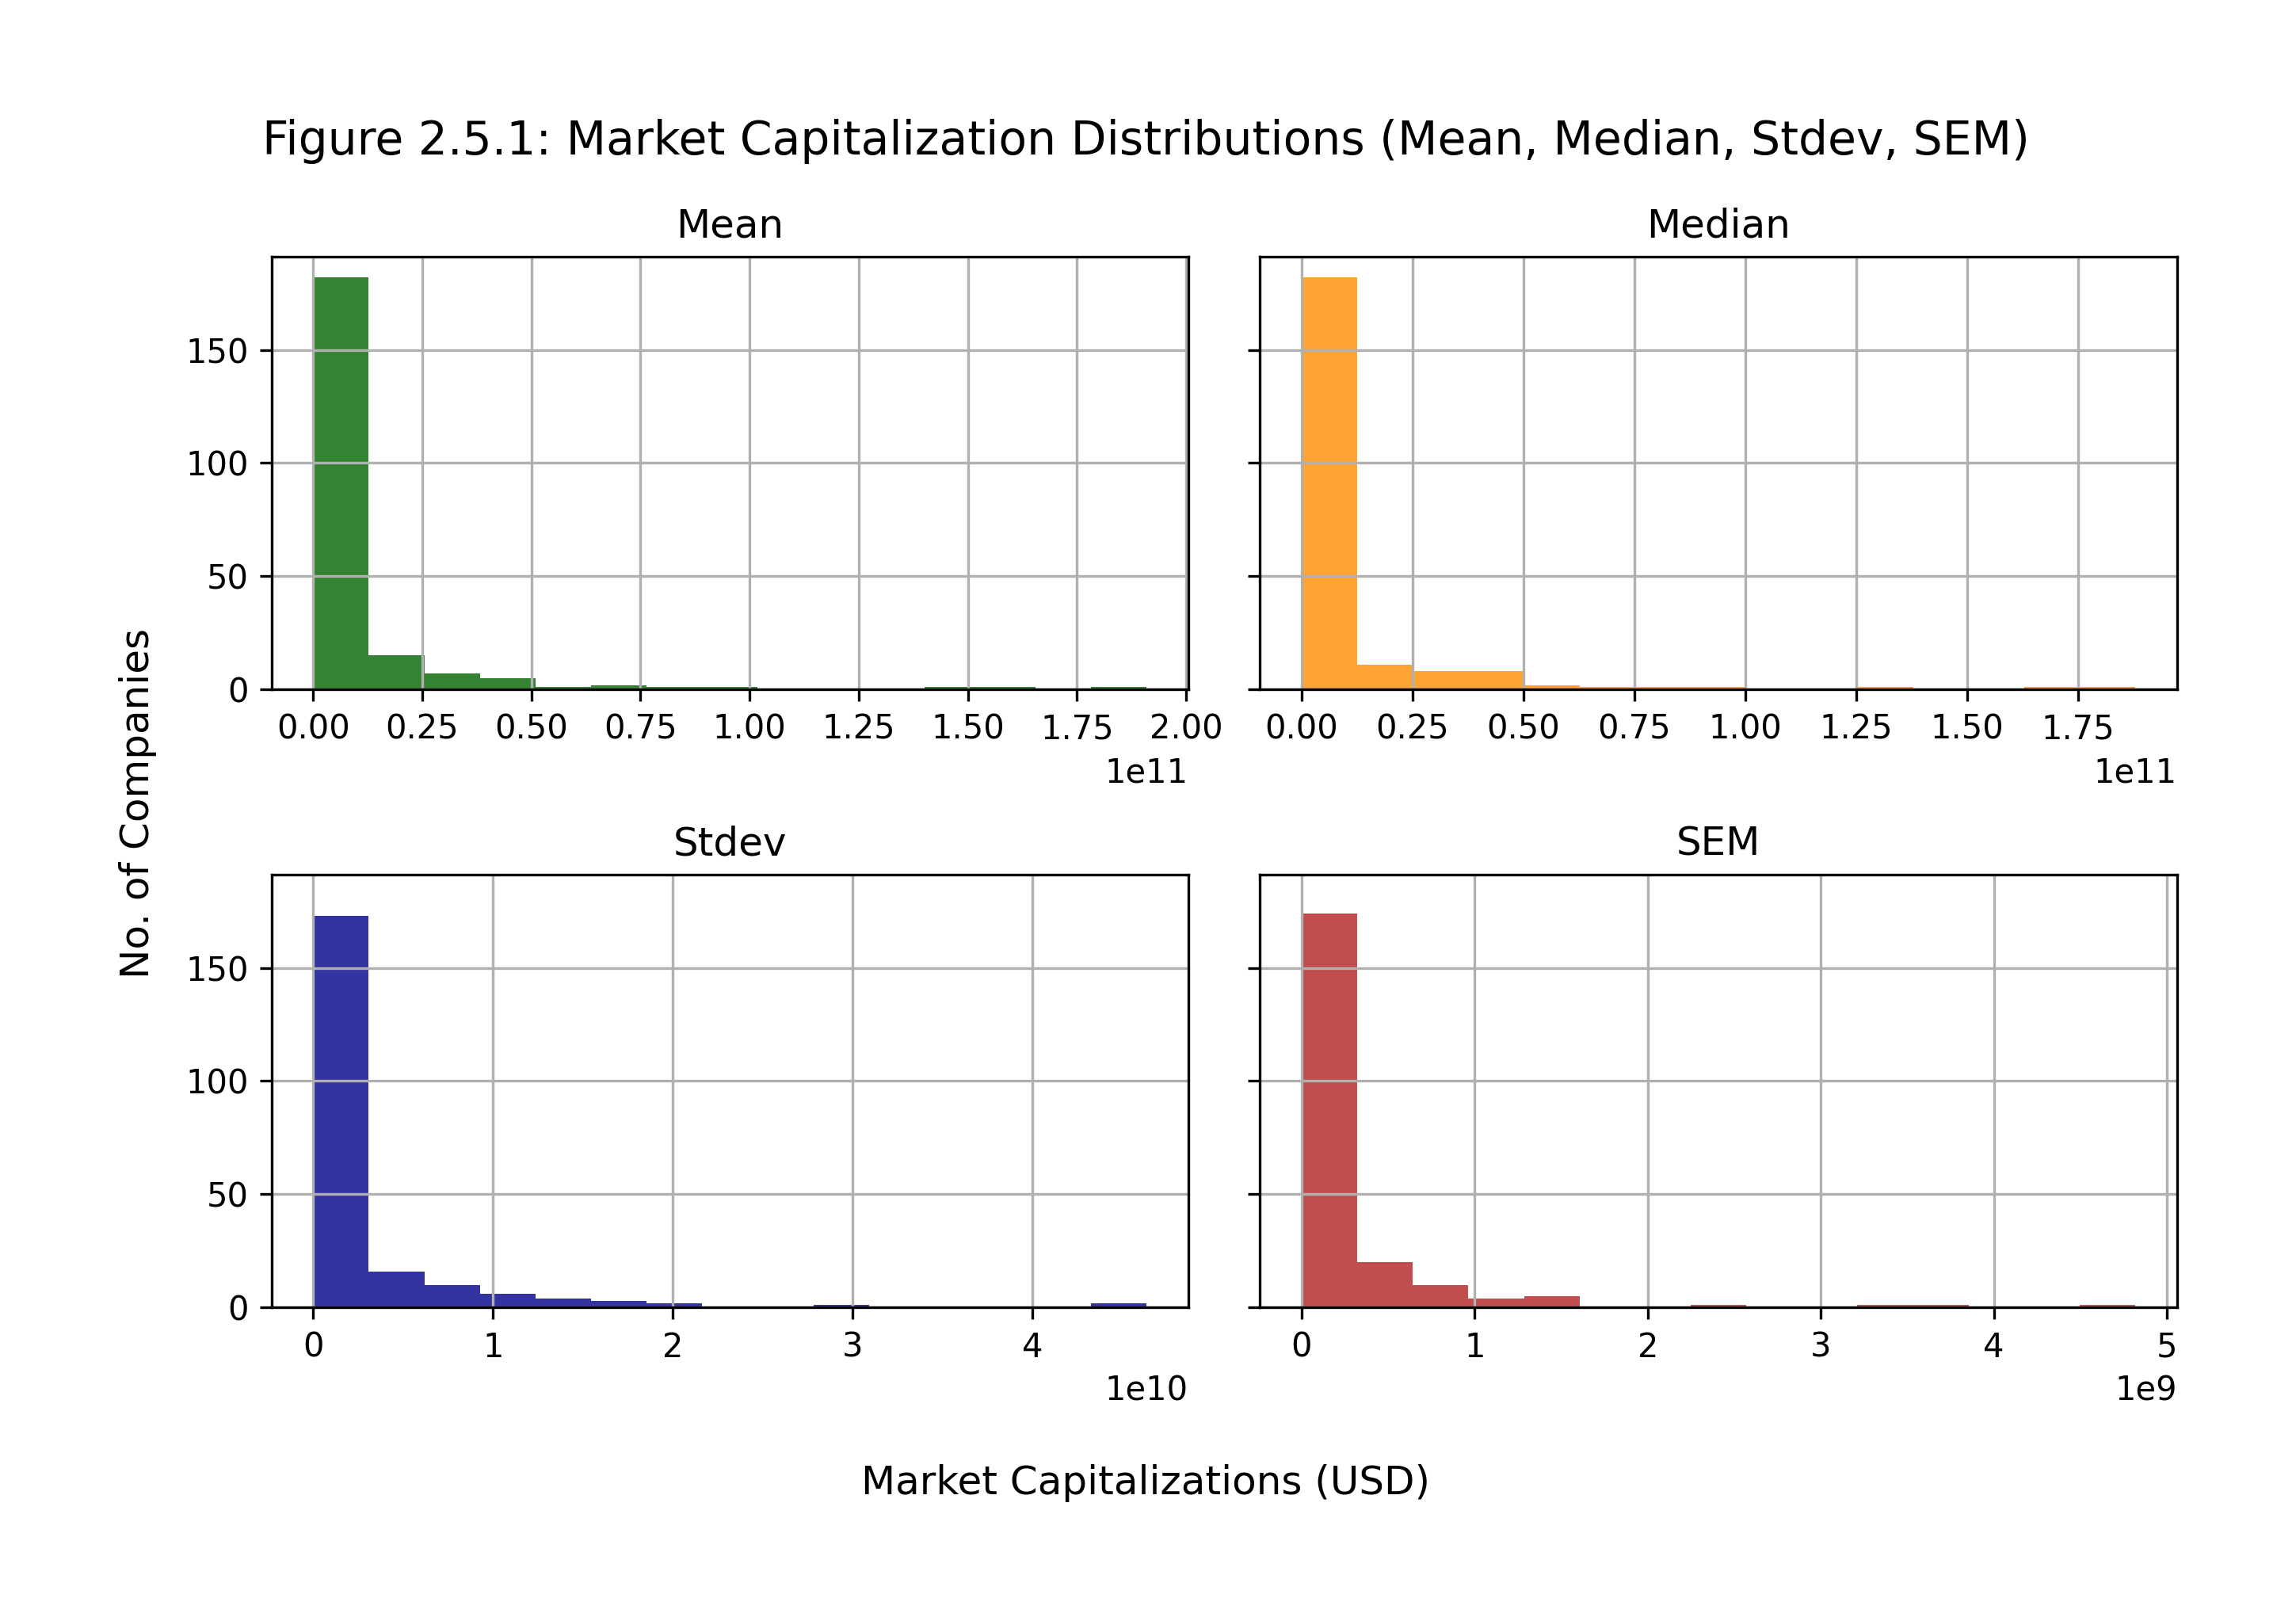 Figure 2.5.1: Market Capitalization Distributions (Mean, Median, Stdev, SEM)
Mean
Median
150
100
50
0
0.00 0.25 0.50 0.75 1.00 1.25 1.50 1.75 2.00
1e11
0.00 0.25 0.50 0.75 1.00 1.25 1.50 1.75
1e11
No. of Companies
Stdev
SEM
150
100
50
0
0 1 2 3 4
1e10
0 1 2 3 4 5
1e9
Market Capitalizations (USD)